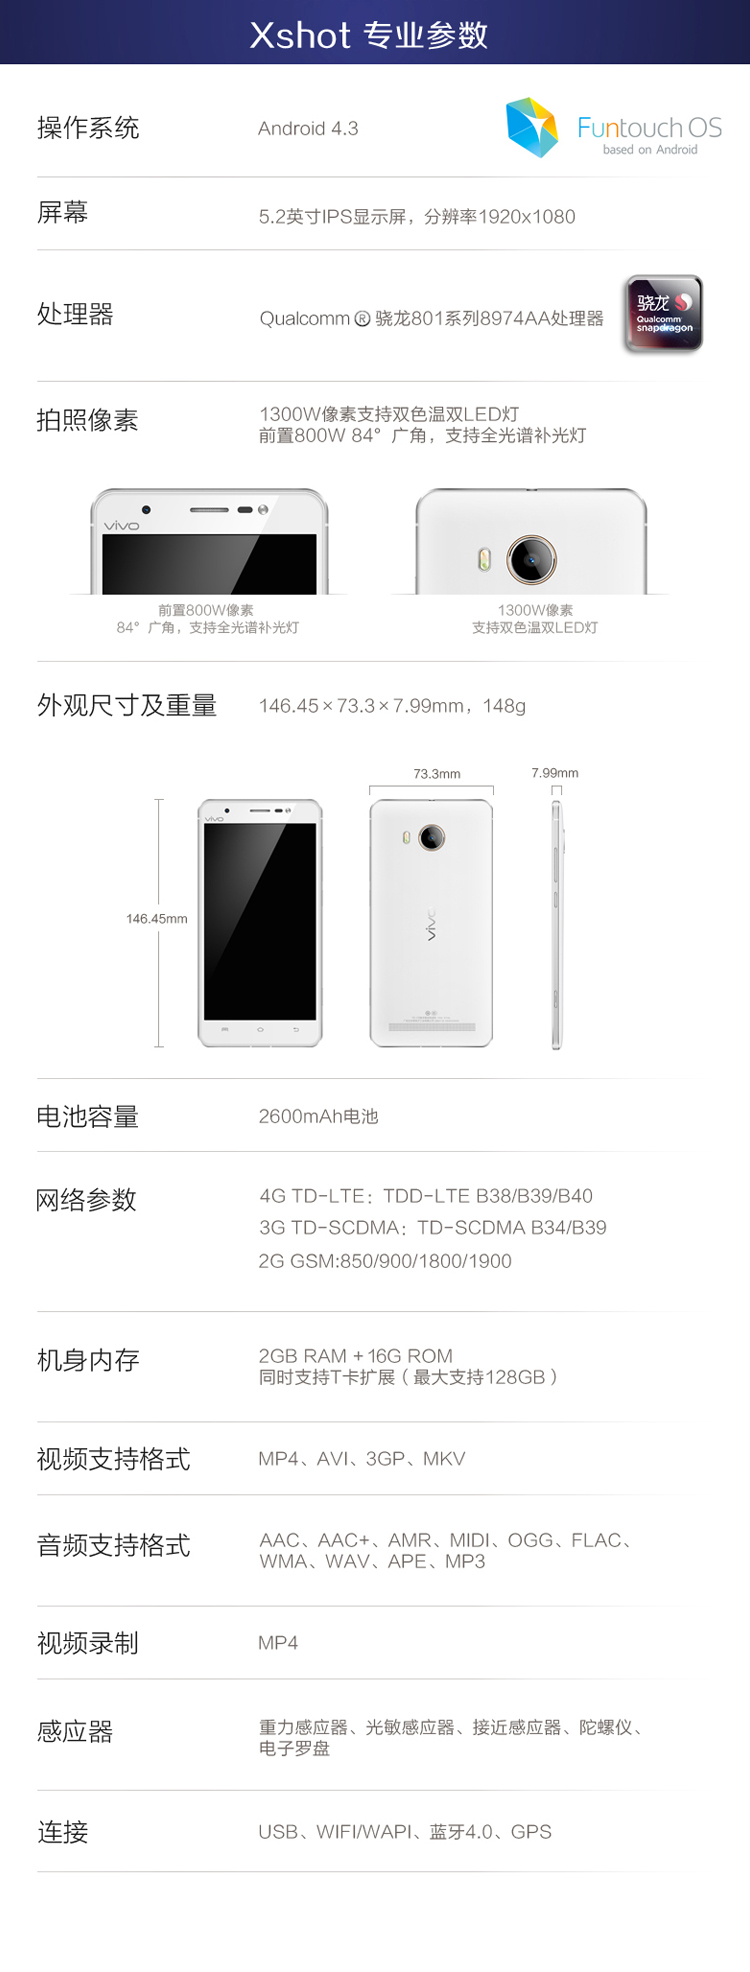 Xshot 专业参数
操作系统
Android 4.3
Funtouch OS
based on Android
屏幕
5.2英寸IPS显示屏，分辨率1920x1080
处理器
Qualcomm ® 骁龙801系列8974AA处理器
骁龙
Qualcomm
snapdragon
拍照像素
1300W像素支持双色温双LED灯
前置800W 84°广角，支持全光谱补光灯
vivo
前置800W像素
84°广角，支持全光谱补光灯
1300W像素
支持双色温双LED灯
外观尺寸及重量
146.45×73.3×7.99mm，148g
73.3mm
7.99mm
vivo
146.45mm
vivo
电池容量
2600mAh电池
网络参数
4G TD-LTE：TDD-LTE B38/B39/B40
3G TD-SCDMA：TD-SCDMA B34/B39
2G GSM:850/900/1800/1900
机身内存
2GB RAM + 16G ROM
同时支持T卡扩展（最大支持128GB）
视频支持格式
MP4、AVI、3GP、MKV
音频支持格式
AAC、AAC+、AMR、MIDI、OGG、FLAC、
WMA、WAV、APE、MP3
视频录制
MP4
感应器
重力感应器、光敏感应器、接近感应器、陀螺仪、
电子罗盘
连接
USB、WIFI/WAPI、蓝牙4.0、GPS